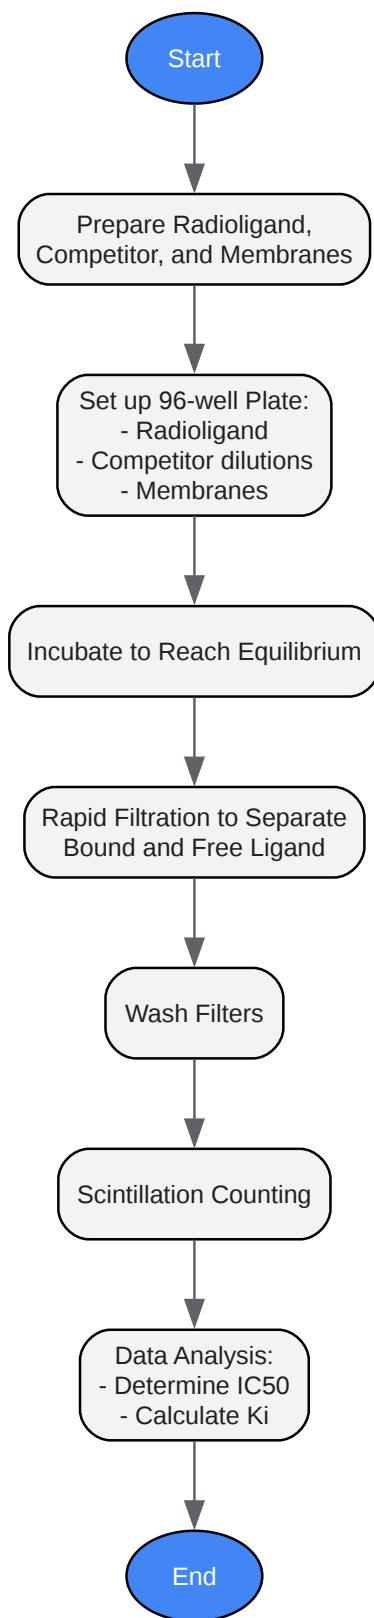 Start
Prepare Radioligand,
Competitor, and Membranes
Set up 96-well Plate:
- Radioligand
- Competitor dilutions
- Membranes
Incubate to Reach Equilibrium
Rapid Filtration to Separate
Bound and Free Ligand
Wash Filters
Scintillation Counting
Data Analysis:
- Determine IC50
- Calculate Ki
End